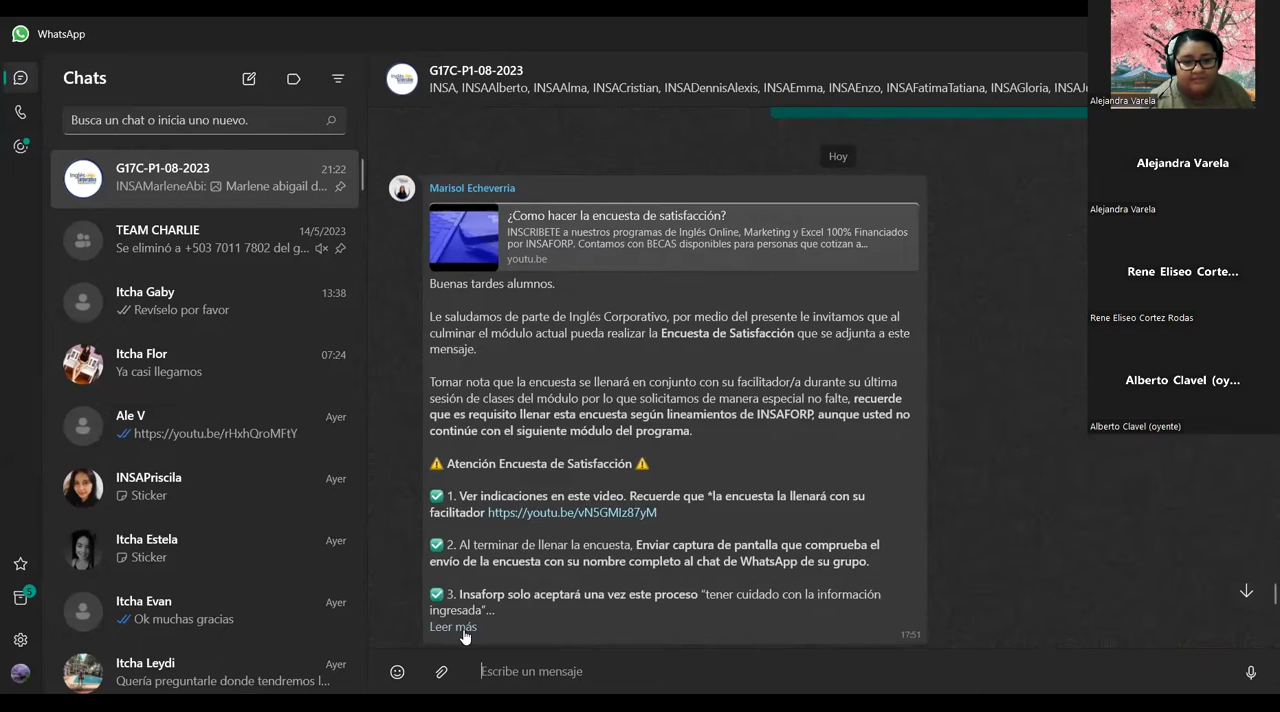 WhatsApp
Chats
Busca un chat o inicia uno nuevo.
G17C-P1-08-2023
21:22
INSAMarleneAbi: Marlene abigail d...
TEAM CHARLIE
14/5/2023
Se eliminó a +503 7011 7802 del g...
Itcha Gaby
13:38
Revíselo por favor
Itcha Flor
07:24
Ya casi llegamos
Ale V
Ayer
https://youtu.be/rHxhQroMFtY
INSAPriscila
Ayer
Sticker
Itcha Estela
Ayer
Sticker
Itcha Evan
Ayer
Ok muchas gracias
Itcha Leydi
Ayer
Quería preguntarle donde tendremos l...
5
G17C-P1-08-2023
INSA, INSAAlberto, INSAAlma, INSACristian, INSADennisAlexis, INSAEmma, INSAEnzo, INSAFatimaTatiana, INSAGloria, INSAJu
Hoy
Marisol Echeverria
¿Como hacer la encuesta de satisfacción?
INSCRIBETE a nuestros programas de Inglés Online, Marketing y Excel 100% Financiados
por INSAFORP. Contamos con BECAS disponibles para personas que cotizan a...
youtu.be
Buenas tardes alumnos.
Le saludamos de parte de Inglés Corporativo, por medio del presente le invitamos que al
culminar el módulo actual pueda realizar la Encuesta de Satisfacción que se adjunta a este
mensaje.
Tomar nota que la encuesta se llenará en conjunto con su facilitador/a durante su última
sesión de clases del módulo por lo que solicitamos de manera especial no falte, recuerde
que es requisito llenar esta encuesta según lineamientos de INSAFORP, aunque usted no
continúe con el siguiente módulo del programa.
⚠️ Atención Encuesta de Satisfacción ⚠️
✅ 1. Ver indicaciones en este video. Recuerde que *la encuesta la llenará con su
facilitador https://youtu.be/vN5GMIz87yM
✅ 2. Al terminar de llenar la encuesta, Enviar captura de pantalla que comprueba el
envío de la encuesta con su nombre completo al chat de WhatsApp de su grupo.
✅ 3. Insaforp solo aceptará una vez este proceso “tener cuidado con la información
ingresada”...
Leer más
17:51
Escribe un mensaje
Alejandra Varela
Alejandra Varela
Alejandra Varela
Rene Eliseo Corte...
Rene Eliseo Cortez Rodas
Alberto Clavel (oy...
Alberto Clavel (oyente)